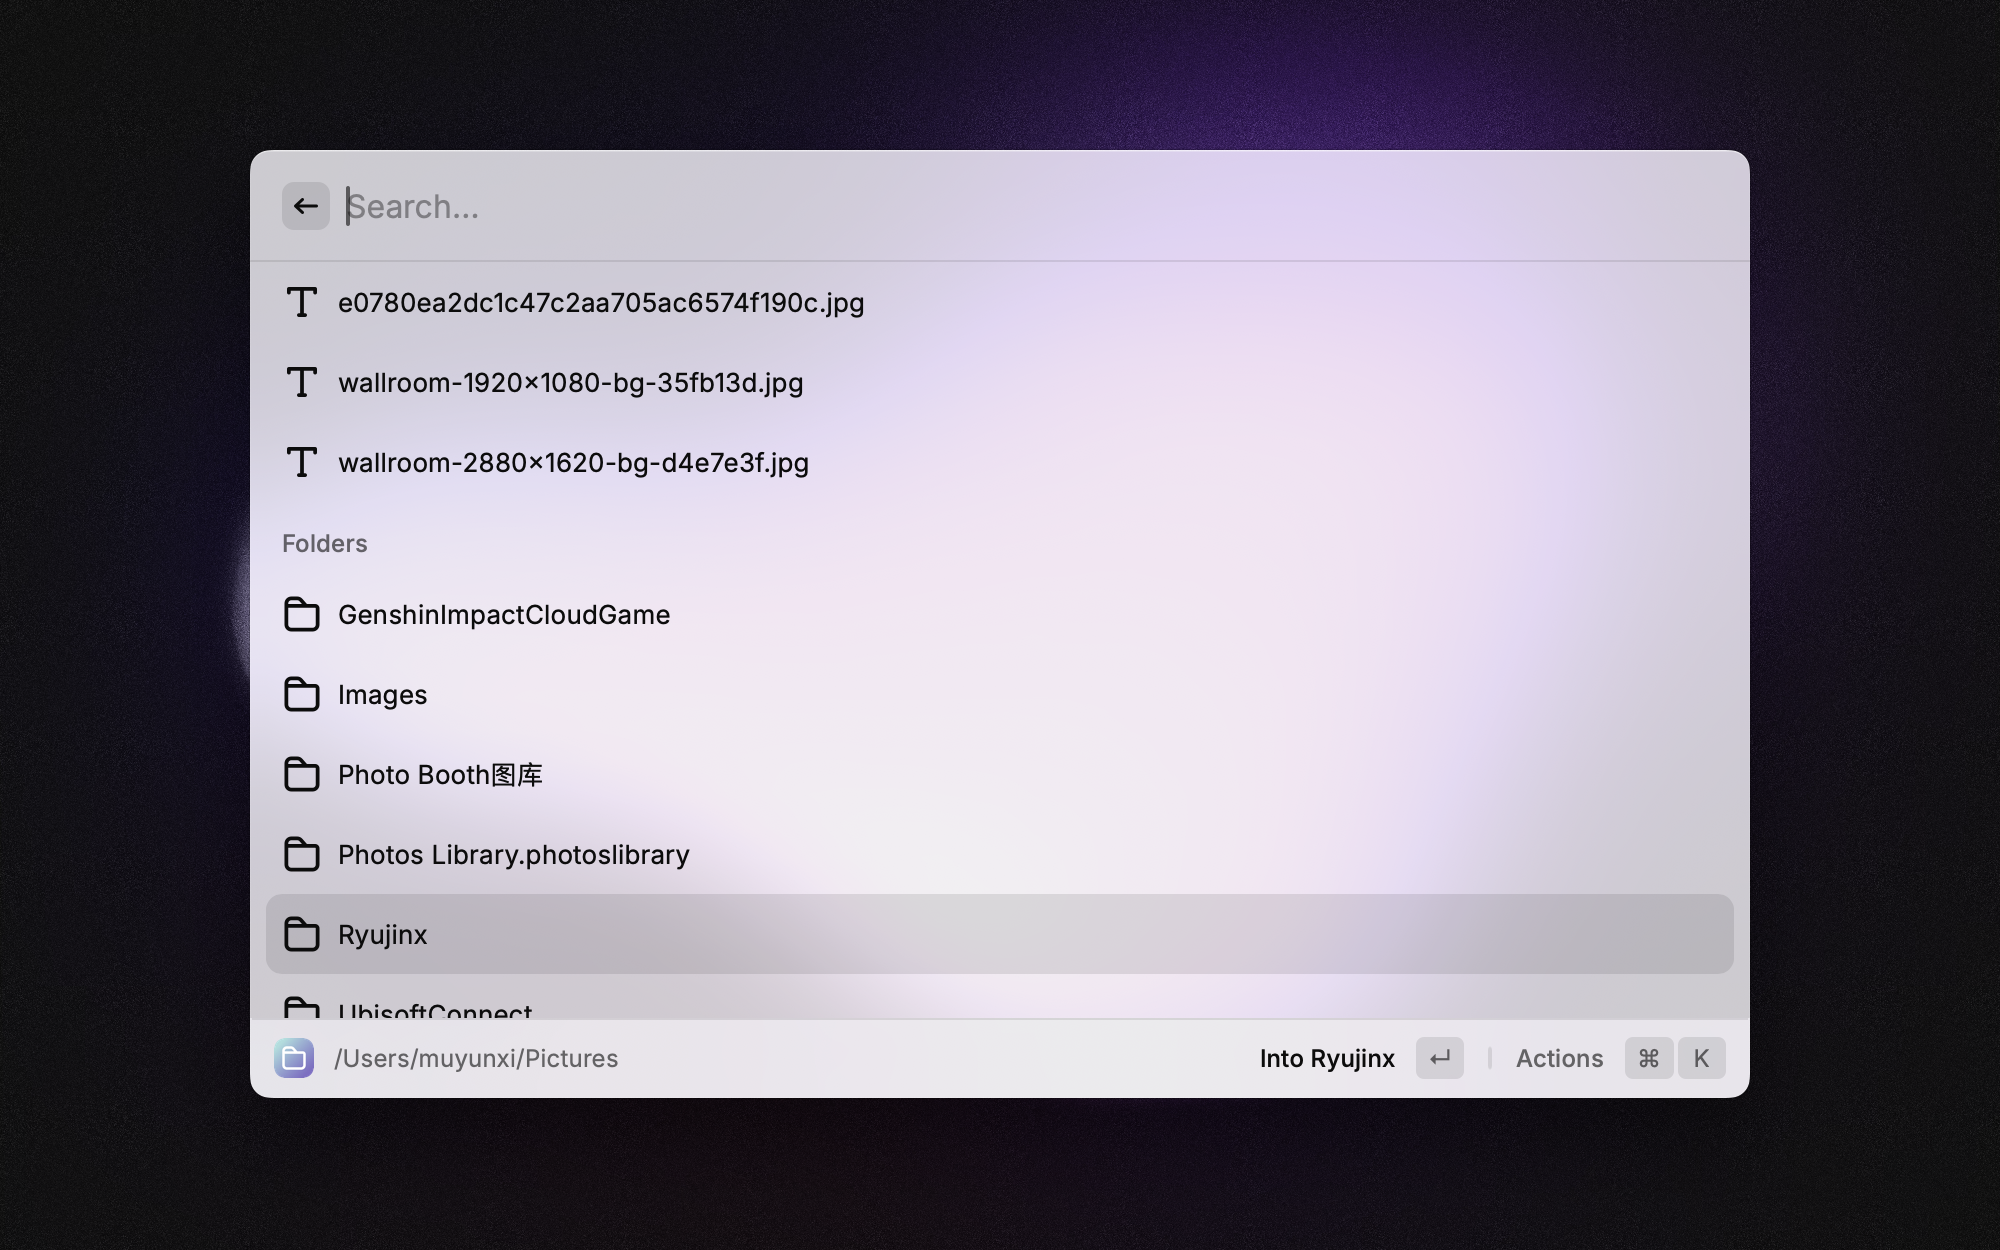 Search...
e0780ea2dc1c47c2aa705ac6574f190c.jpg
wallroom-1920×1080-bg-35fb13d.jpg
wallroom-2880×1620-bg-d4e7e3f.jpg
Folders
GenshinImpactCloudGame
Images
Photo Booth图库
Photos Library.photoslibrary
Ryujinx
UbisoftConnect
/Users/muyunxi/Pictures Into Ryujinx ↵ Actions ⌘ K